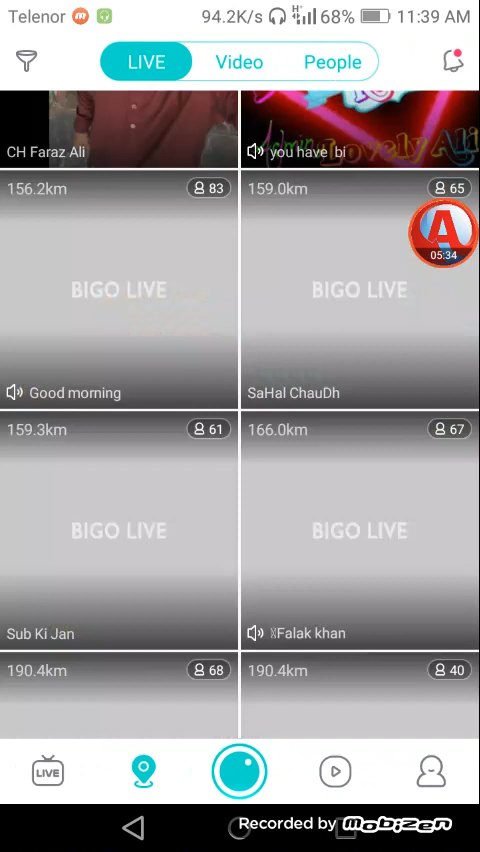 Telenor 94.2K/s H 68% 11:39 AM
LIVE Video People
CH Faraz Ali
you have bi
Lovely Ali
156.2km 83
159.0km 65
A
05:34
BIGO LIVE
BIGO LIVE
Good morning
SaHal ChauDh
159.3km 61
166.0km 67
BIGO LIVE
BIGO LIVE
Sub Ki Jan
Falak khan
190.4km 68
190.4km 40
LIVE
Recorded by Mobizen